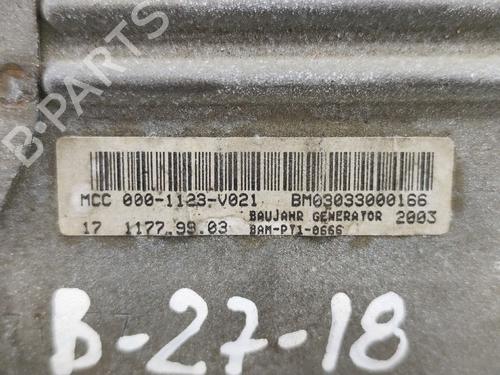 B-PARTS
MCC 000-1123-V021 BM03033000166
BAUJAHR GENERATOR 2003
17 1177.99.03 BAM-PT1-0666
B-27-18